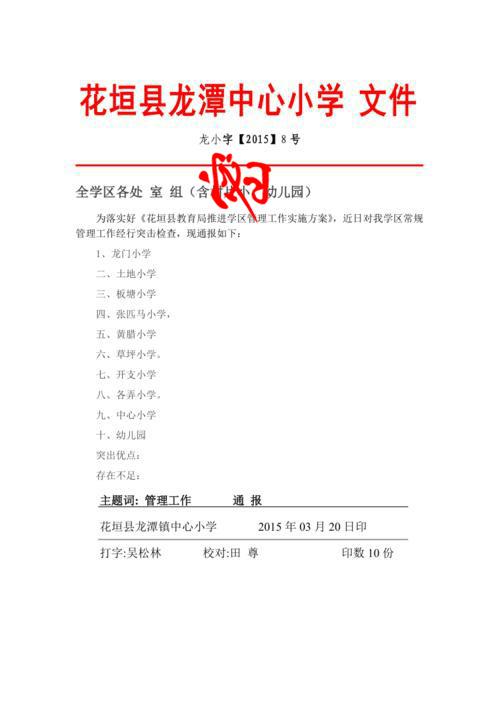 花垣县龙潭中心小学 文件
龙小字【2015】8 号
全学区各处 室 组（含 小、幼儿园）
为落实好《花垣县教育局推进学区管理工作实施方案》，近日对我学区常规
管理工作经行突击检查，现通报如下：
1、龙门小学
二、土地小学
三、板塘小学
四、张匹马小学，
五、黄腊小学
六、草坪小学。
七、开支小学
八、各弄小学。
九、中心小学
十、幼儿园
突出优点：
存在不足：
主题词: 管理工作 通 报
花垣县龙潭镇中心小学 2015 年 03 月 20 日印
打字:吴松林 校对:田 尊 印数 10 份